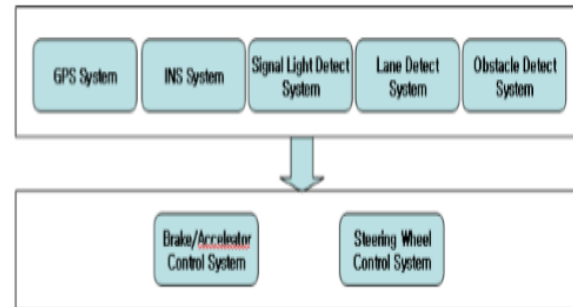 GPS System
INS System
Signal Light Detect
System
Lane Detect
System
Obstacle Detect
System
Brake/Acceleator
Control System
Steering Wheel
Control System